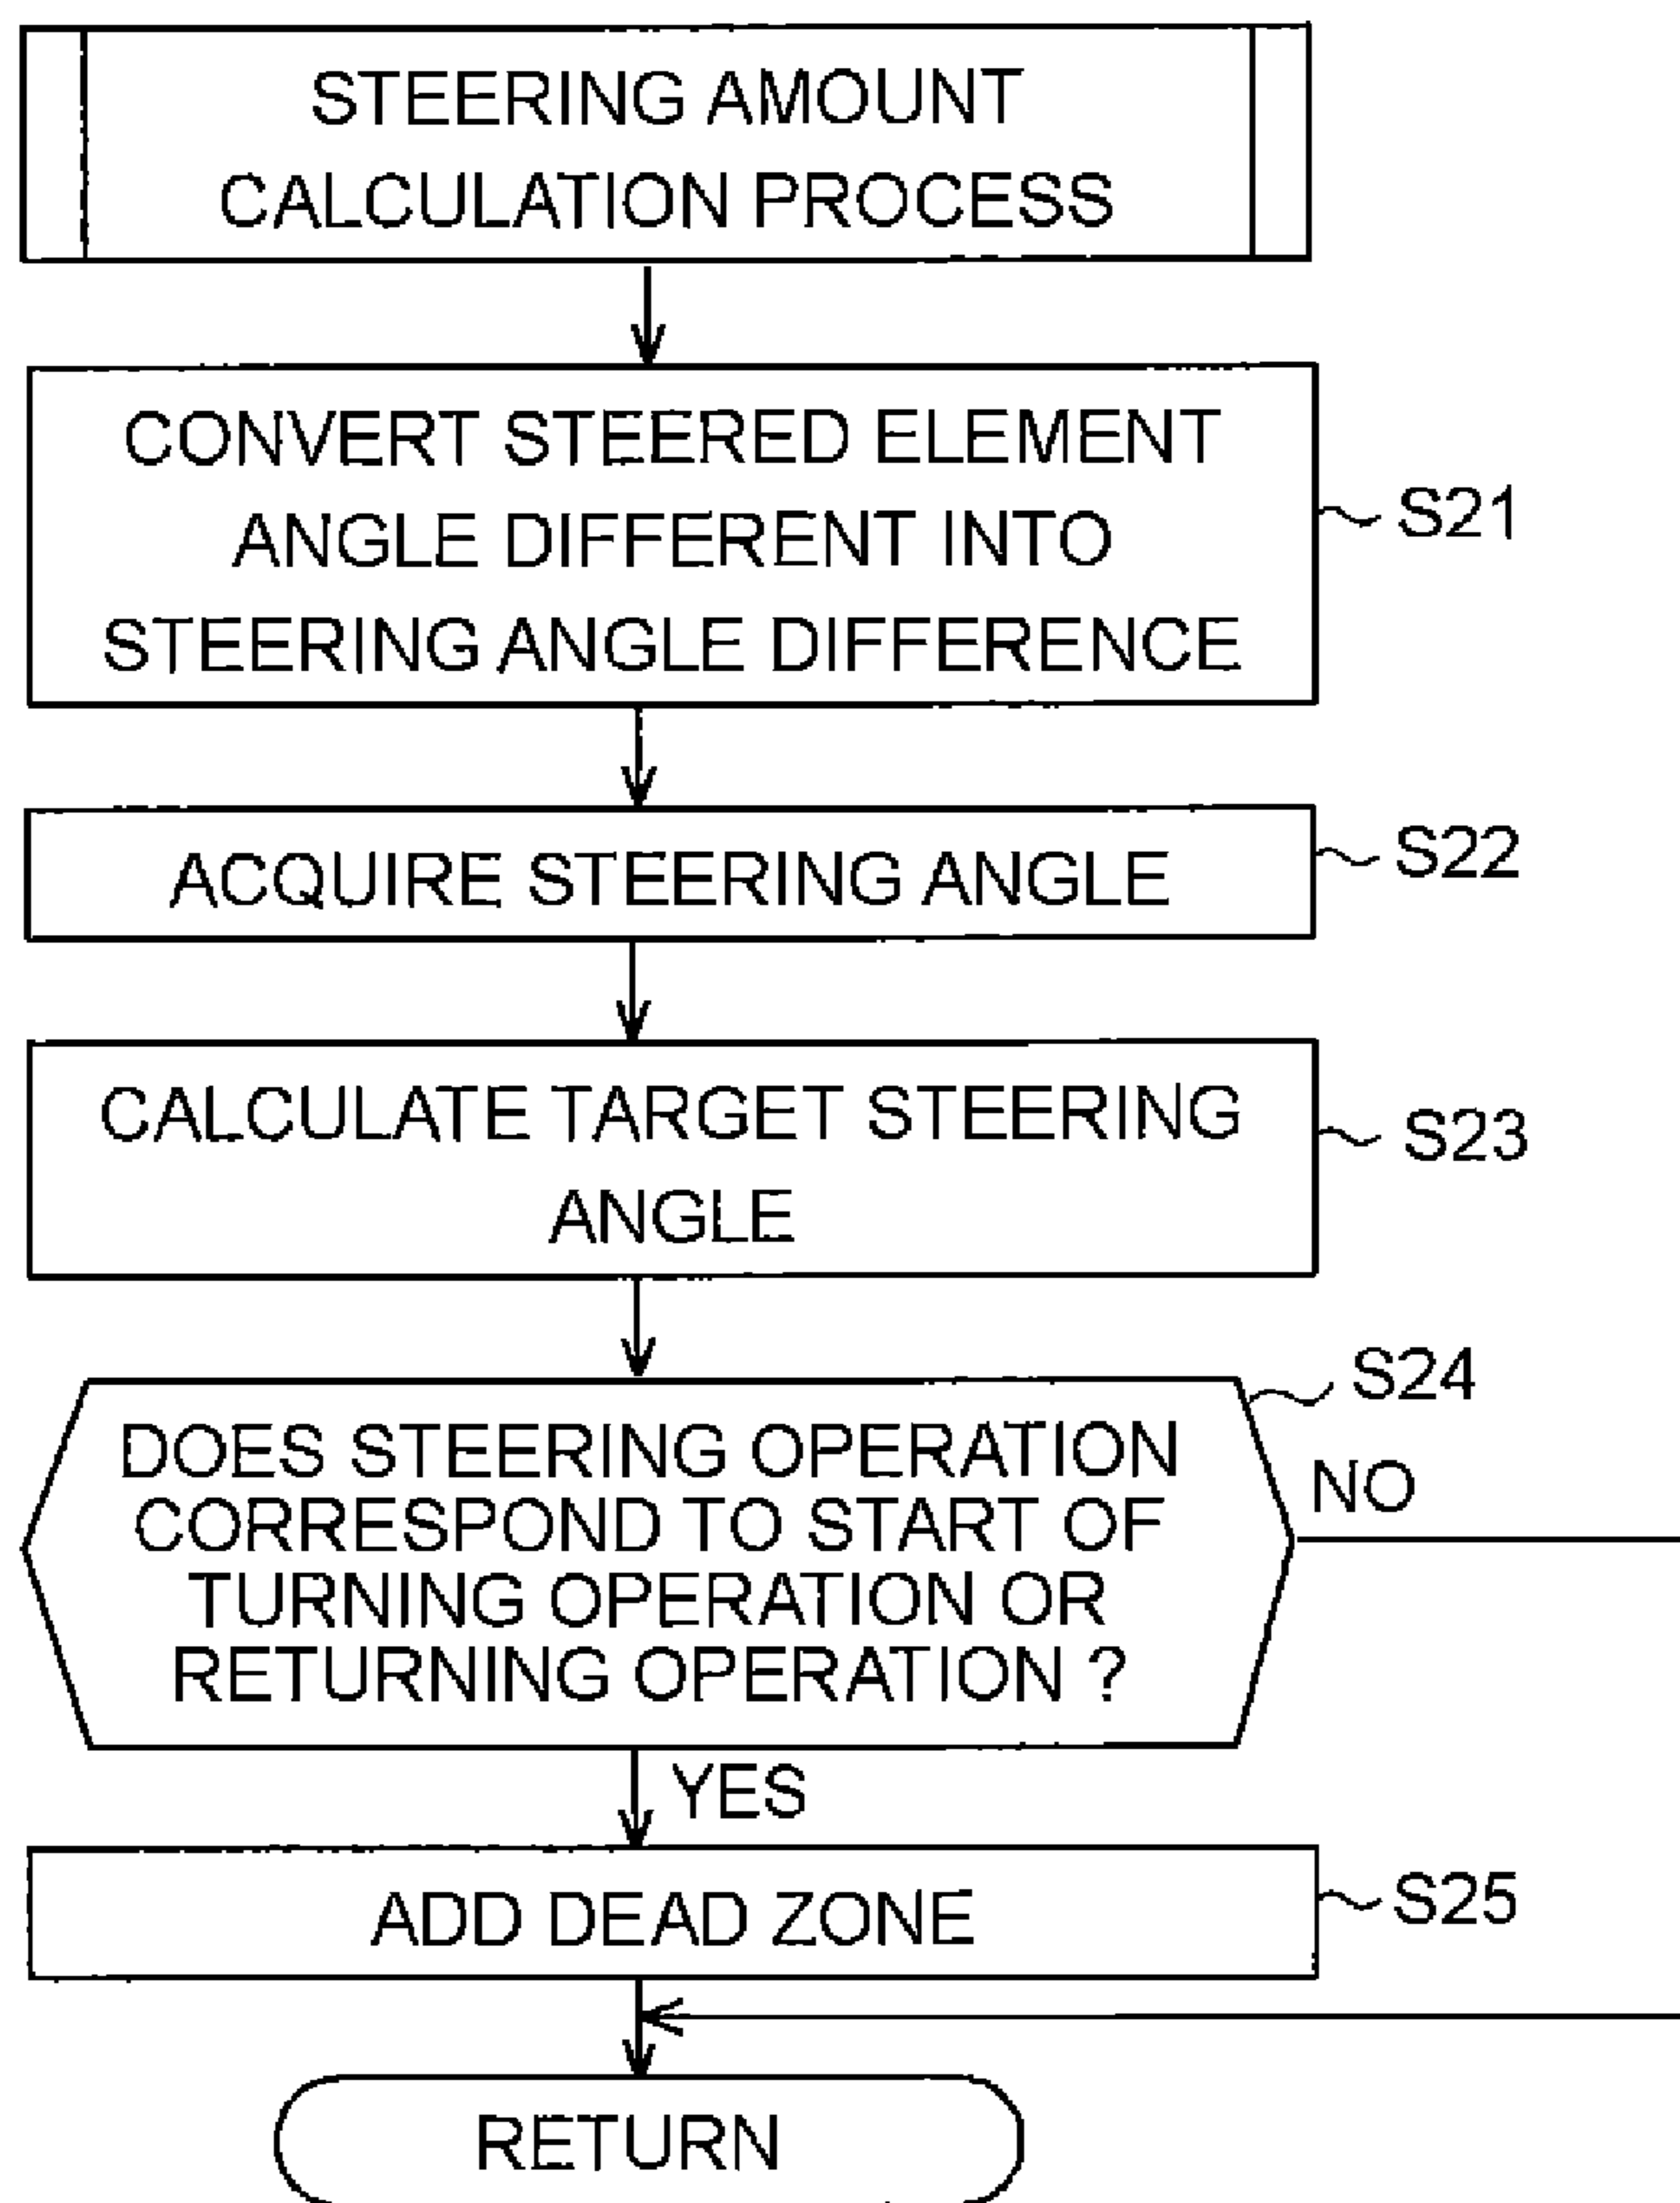 STEERING AMOUNT
CALCULATION PROCESS
CONVERT STEERED ELEMENT
ANGLE DIFFERENT INTO
STEERING ANGLE DIFFERENCE
S21
ACQUIRE STEERING ANGLE
S22
CALCULATE TARGET STEERING
ANGLE
S23
S24
DOES STEERING OPERATION
CORRESPOND TO START OF
TURNING OPERATION OR
RETURNING OPERATION ?
NO
YES
ADD DEAD ZONE
S25
RETURN